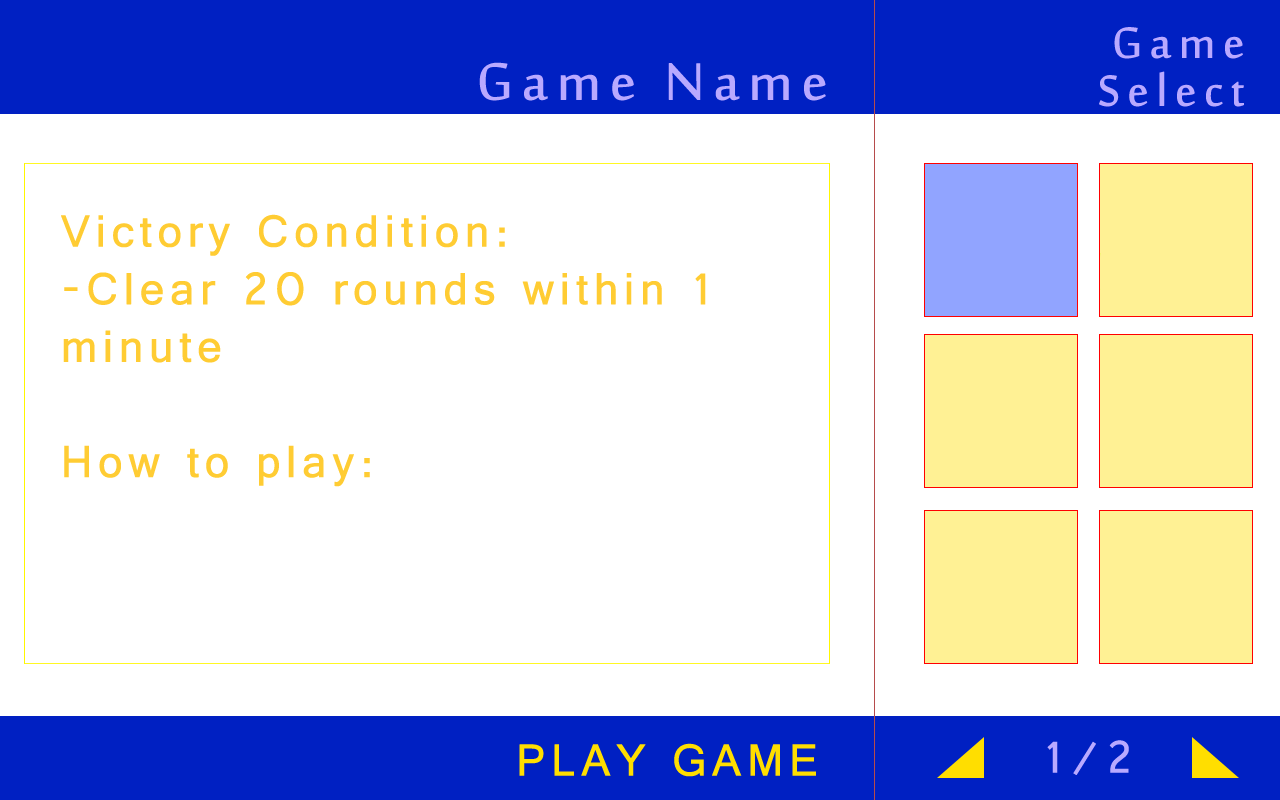 Game Name
Game
Select
Victory Condition:
-Clear 20 rounds within 1
minute
How to play:
PLAY GAME
1/2